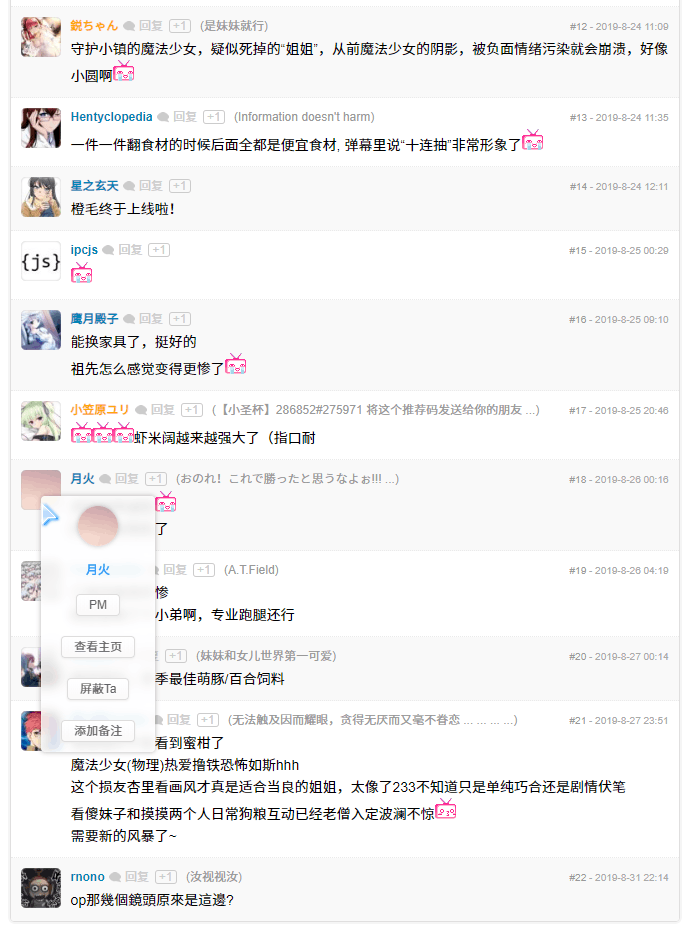 鋭ちゃん 回复 +1 (是妹妹就行) #12 - 2019-8-24 11:09
守护小镇的魔法少女，疑似死掉的“姐姐”，从前魔法少女的阴影，被负面情绪污染就会崩溃，好像
小圆啊
Hentyclopedia 回复 +1 (Information doesn't harm) #13 - 2019-8-24 11:35
一件一件翻食材的时候后面全都是便宜食材, 弹幕里说“十连抽”非常形象了
星之玄天 回复 +1 #14 - 2019-8-24 12:11
橙毛终于上线啦！
{js} ipcjs 回复 +1 #15 - 2019-8-25 00:29
鹰月殿子 回复 +1 #16 - 2019-8-25 09:10
能换家具了，挺好的
祖先怎么感觉变得更惨了
小笠原ユリ 回复 +1 (【小圣杯】286852#275971 将这个推荐码发送给你的朋友 ...) #17 - 2019-8-25 20:46
虾米阔越来越强大了（指口耐
月火 回复 +1 (おのれ！これで勝ったと思うなよぉ!!! ...) #18 - 2019-8-26 00:16
了
月火
PM
查看主页
屏蔽Ta
添加备注
回复 +1 (A.T.Field) #19 - 2019-8-26 04:19
惨
小弟啊，专业跑腿还行
+1 (妹妹和女儿世界第一可爱) #20 - 2019-8-27 00:14
季最佳萌豚/百合饲料
回复 +1 (无法触及因而耀眼，贪得无厌而又毫不眷恋 ... ... ... ...) #21 - 2019-8-27 23:51
看到蜜柑了
魔法少女(物理)热爱撸铁恐怖如斯hhh
这个损友杏里看画风才真是适合当良的姐姐，太像了233不知道只是单纯巧合还是剧情伏笔
看傻妹子和摸摸两个人日常狗粮互动已经老僧入定波澜不惊
需要新的风暴了~
rnono 回复 +1 (汝视视汝) #22 - 2019-8-31 22:14
op那幾個鏡頭原來是這邊?